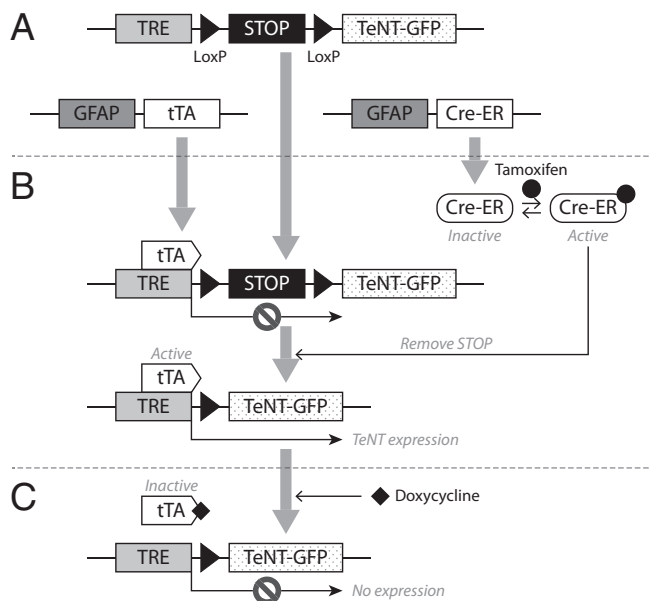 A
TRE STOP TeNT-GFP
LoxP LoxP
GFAP tTA GFAP Cre-ER
B
Tamoxifen
Cre-ER Cre-ER
Inactive Active
tTA
TRE STOP TeNT-GFP
Remove STOP
Active
tTA
TRE TeNT-GFP
TeNT expression
C
Inactive
tTA Doxycycline
TRE TeNT-GFP
No expression